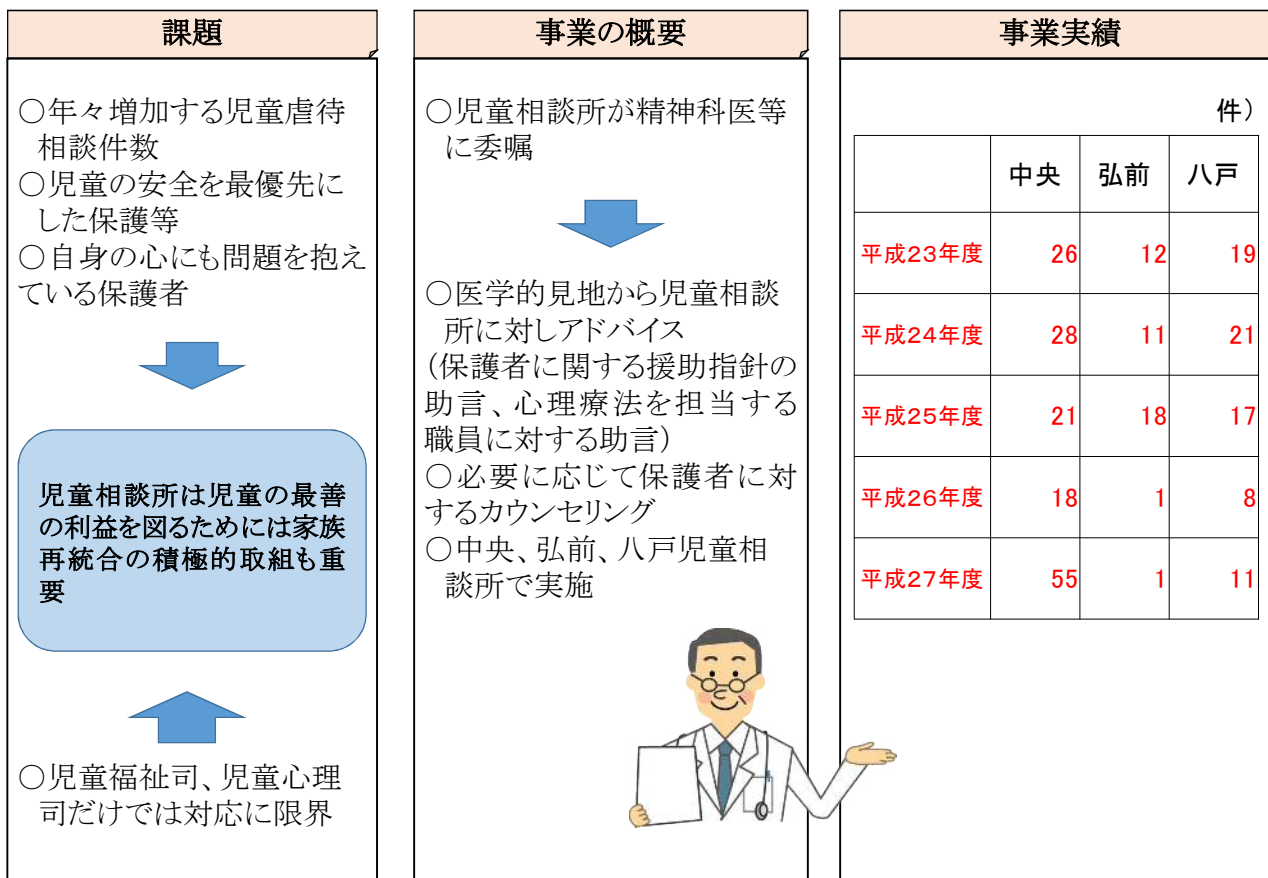 課題
○年々増加する児童虐待
相談件数
○児童の安全を最優先に
した保護等
○自身の心にも問題を抱え
ている保護者
児童相談所は児童の最善
の利益を図るためには家族
再統合の積極的取組も重
要
○児童福祉司、児童心理
司だけでは対応に限界
事業の概要
○児童相談所が精神科医等
に委嘱
○医学的見地から児童相談
所に対しアドバイス
(保護者に関する援助指針の
助言、心理療法を担当する
職員に対する助言)
○必要に応じて保護者に対
するカウンセリング
○中央、弘前、八戸児童相
談所で実施
事業実績
件）
中央 弘前 八戸
平成23年度 26 12 19
平成24年度 28 11 21
平成25年度 21 18 17
平成26年度 18 1 8
平成27年度 55 1 11